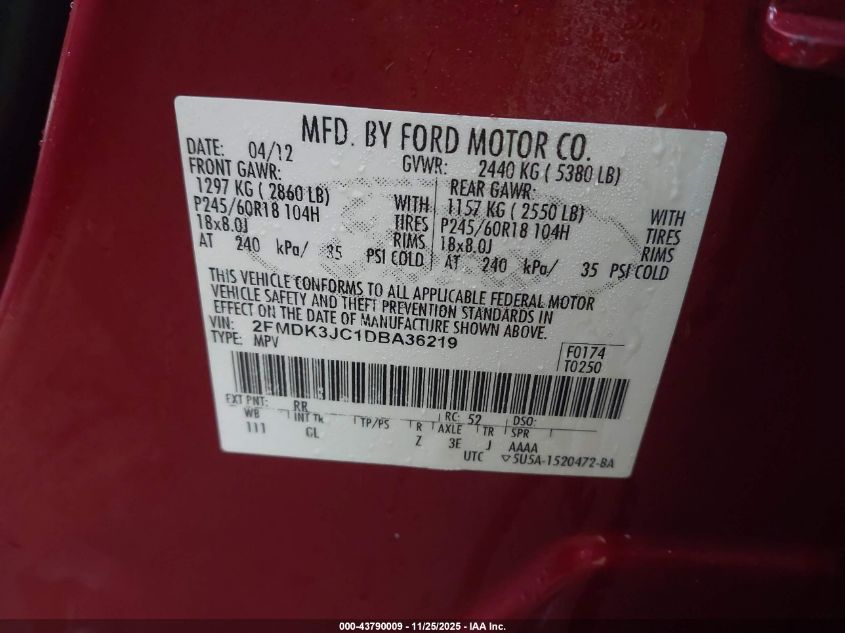 MFD. BY FORD MOTOR CO.
DATE: 04/12 GVWR: 2440 KG ( 5380 LB)
FRONT GAWR: REAR GAWR:
1297 KG ( 2860 LB) WITH 1157 KG ( 2550 LB) WITH
P245/60R18 104H TIRES P245/60R18 104H TIRES
18x8.0J RIMS 18x8.0J RIMS
AT 240 kPa/ 35 PSI COLD AT 240 kPa/ 35 PSI COLD
THIS VEHICLE CONFORMS TO ALL APPLICABLE FEDERAL MOTOR
VEHICLE SAFETY AND THEFT PREVENTION STANDARDS IN
EFFECT ON THE DATE OF MANUFACTURE SHOWN ABOVE.
VIN: 2FMDK3JC1DBA36219
TYPE: MPV
F0174
T0250
EXT PNT: RR RC: 52 DSO:
WB INT TR TP/PS R AXLE TR SPR
111 GL Z 3E J AAAA
UTC ▽5U5A-1520472-BA
000-43790009 - 11/25/2025 - IAA Inc.